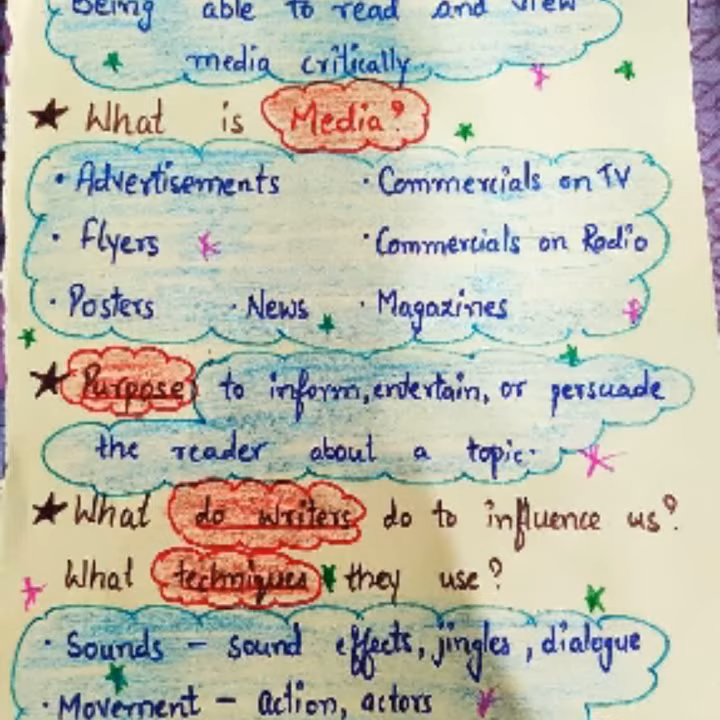 Being able to read and view
media critically.
★ What is Media?
• Advertisements • Commercials on TV
• Flyers • Commercials on Radio
• Posters • News • Magazines
★ Purpose to inform, entertain, or persuade
the reader about a topic.
★ What do writers do to influence us?
What techniques they use?
• Sounds – sound effects, jingles, dialogue
• Movement – action, actors